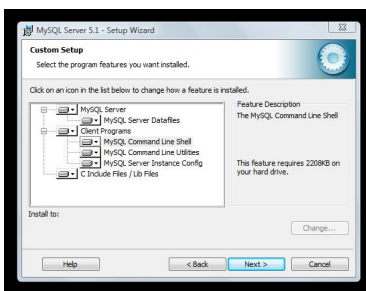 MySQL Server 5.1 - Setup Wizard
Custom Setup
Select the program features you want installed.
Click on an icon in the list below to change how a feature is installed.
MySQL Server
MySQL Server Datafiles
Client Programs
MySQL Command Line Shell
MySQL Command Line Utilities
MySQL Server Instance Config
C Include Files / Lib Files
Feature Description
The MySQL Command Line Shell
This feature requires 2208KB on
your hard drive.
Install to:
Change...
Help
< Back
Next >
Cancel